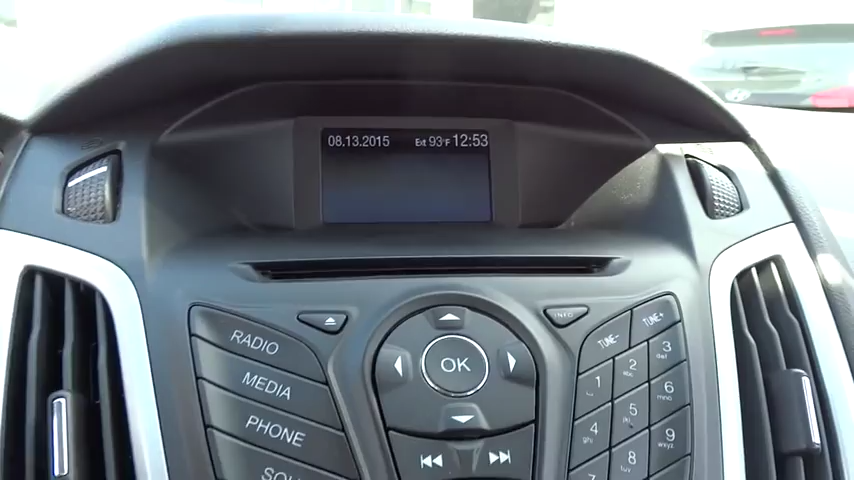 08.13.2015 Ext 93°F 12:53
INFO
RADIO TUNE- TUNE+
MEDIA 1 2 ABC 3 DEF
OK
PHONE 4 GHI 5 JKL 6 MNO
SOUND 7 8 TUV 9 WXYZ